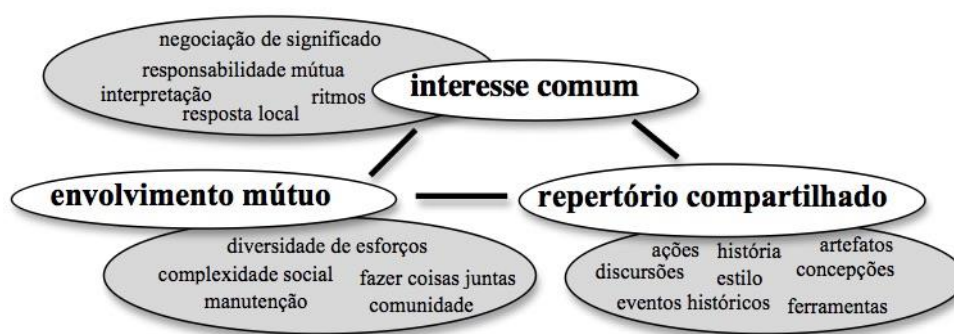 negociação de significado
responsabilidade mútua
interpretação ritmos
resposta local
interesse comum
envolvimento mútuo
diversidade de esforços
complexidade social fazer coisas juntas
manutenção comunidade
repertório compartilhado
ações história artefatos
discursões estilo concepções
eventos históricos ferramentas